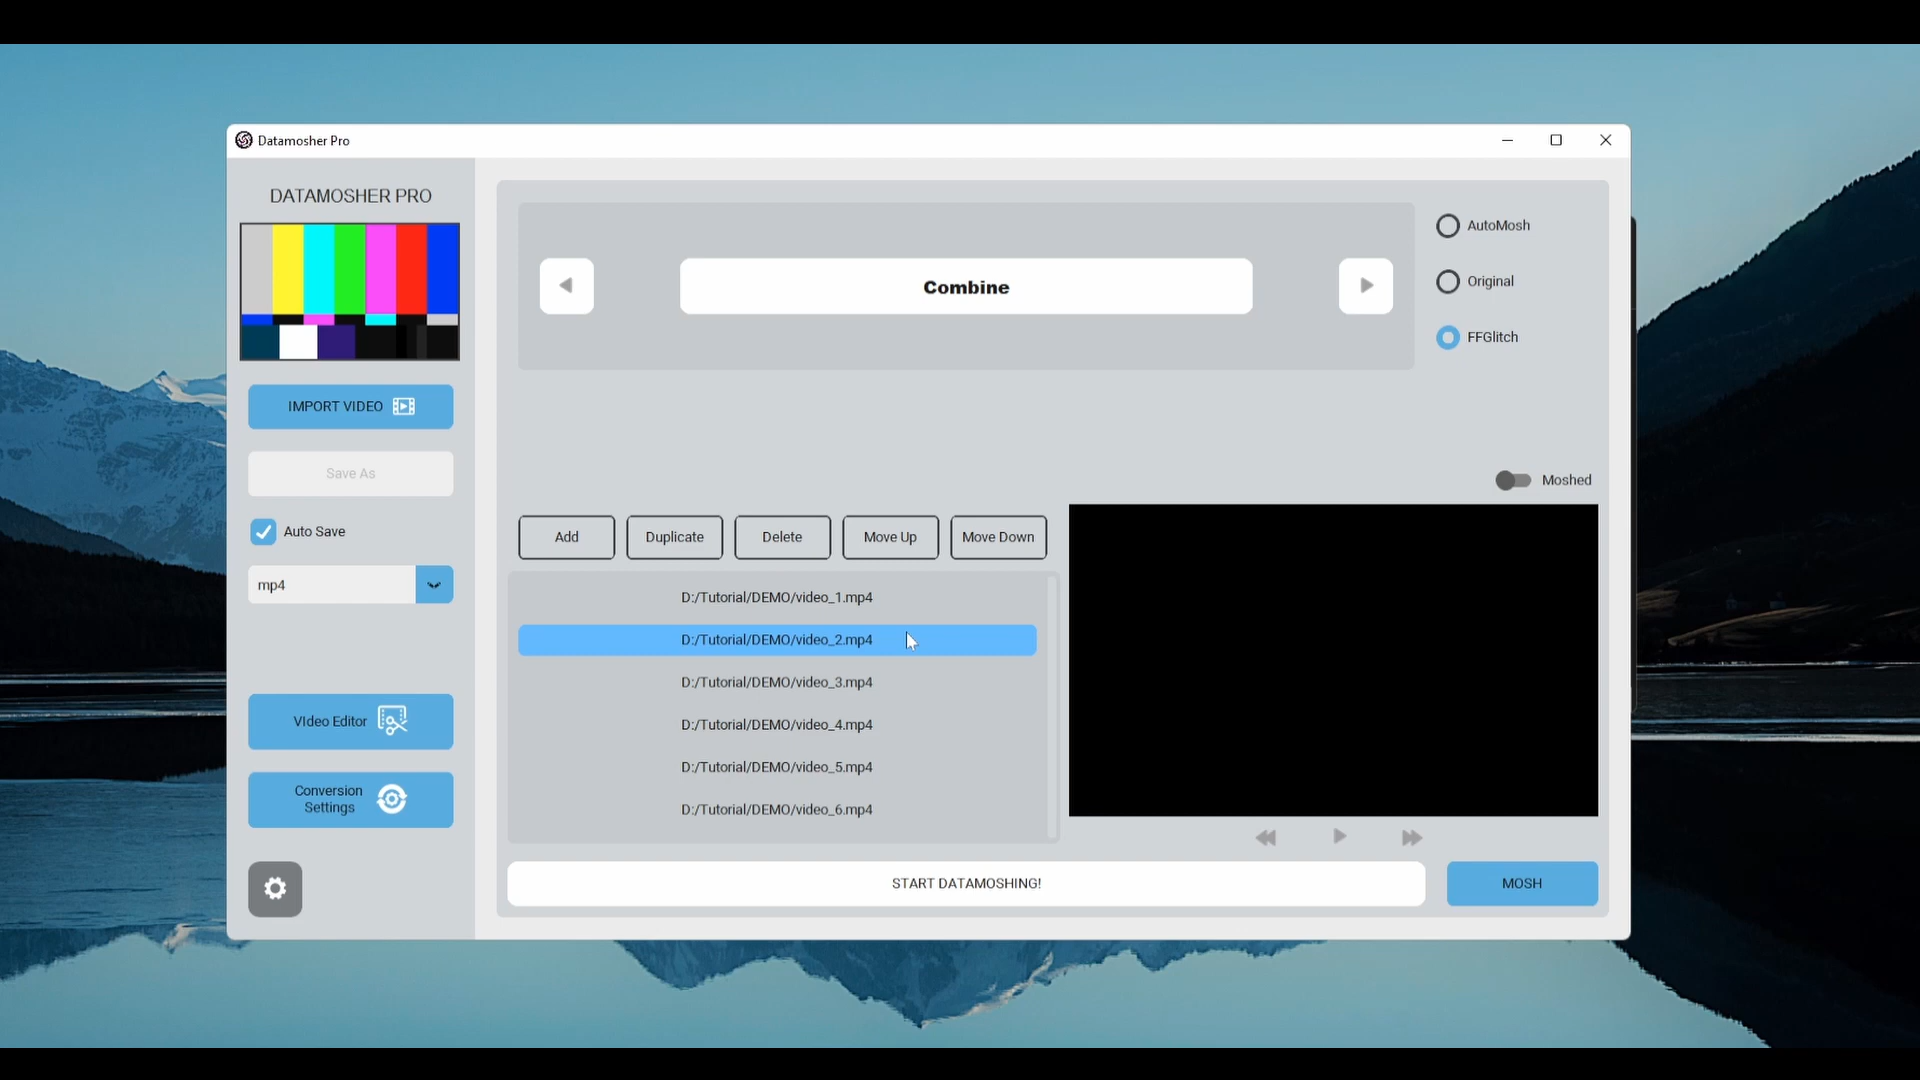 Datamosher Pro
DATAMOSHER PRO
IMPORT VIDEO
Save As
Auto Save
mp4
VIdeo Editor
Conversion
Settings
Combine
AutoMosh
Original
FFGlitch
Moshed
Add
Duplicate
Delete
Move Up
Move Down
D:/Tutorial/DEMO/video_1.mp4
D:/Tutorial/DEMO/video_2.mp4
D:/Tutorial/DEMO/video_3.mp4
D:/Tutorial/DEMO/video_4.mp4
D:/Tutorial/DEMO/video_5.mp4
D:/Tutorial/DEMO/video_6.mp4
START DATAMOSHING!
MOSH